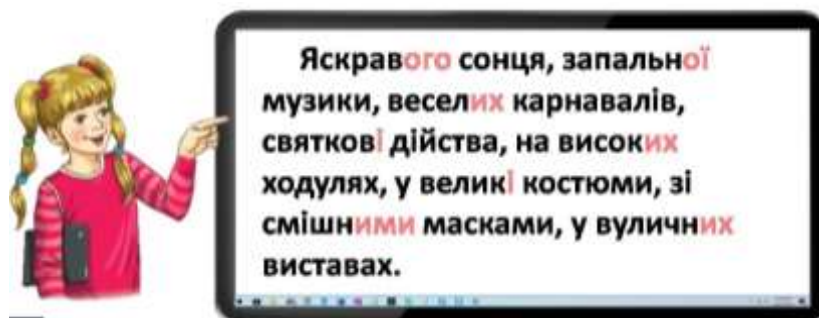 Яскравого сонця, запальної
музики, веселих карнавалів,
святкові дійства, на високих
ходулях, у великі костюми, зі
смішними масками, у вуличних
виставах.